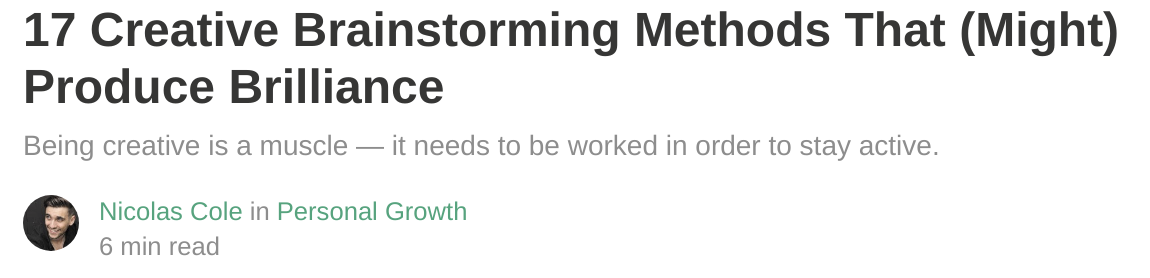 17 Creative Brainstorming Methods That (Might)
Produce Brilliance
Being creative is a muscle — it needs to be worked in order to stay active.
Nicolas Cole in Personal Growth
6 min read